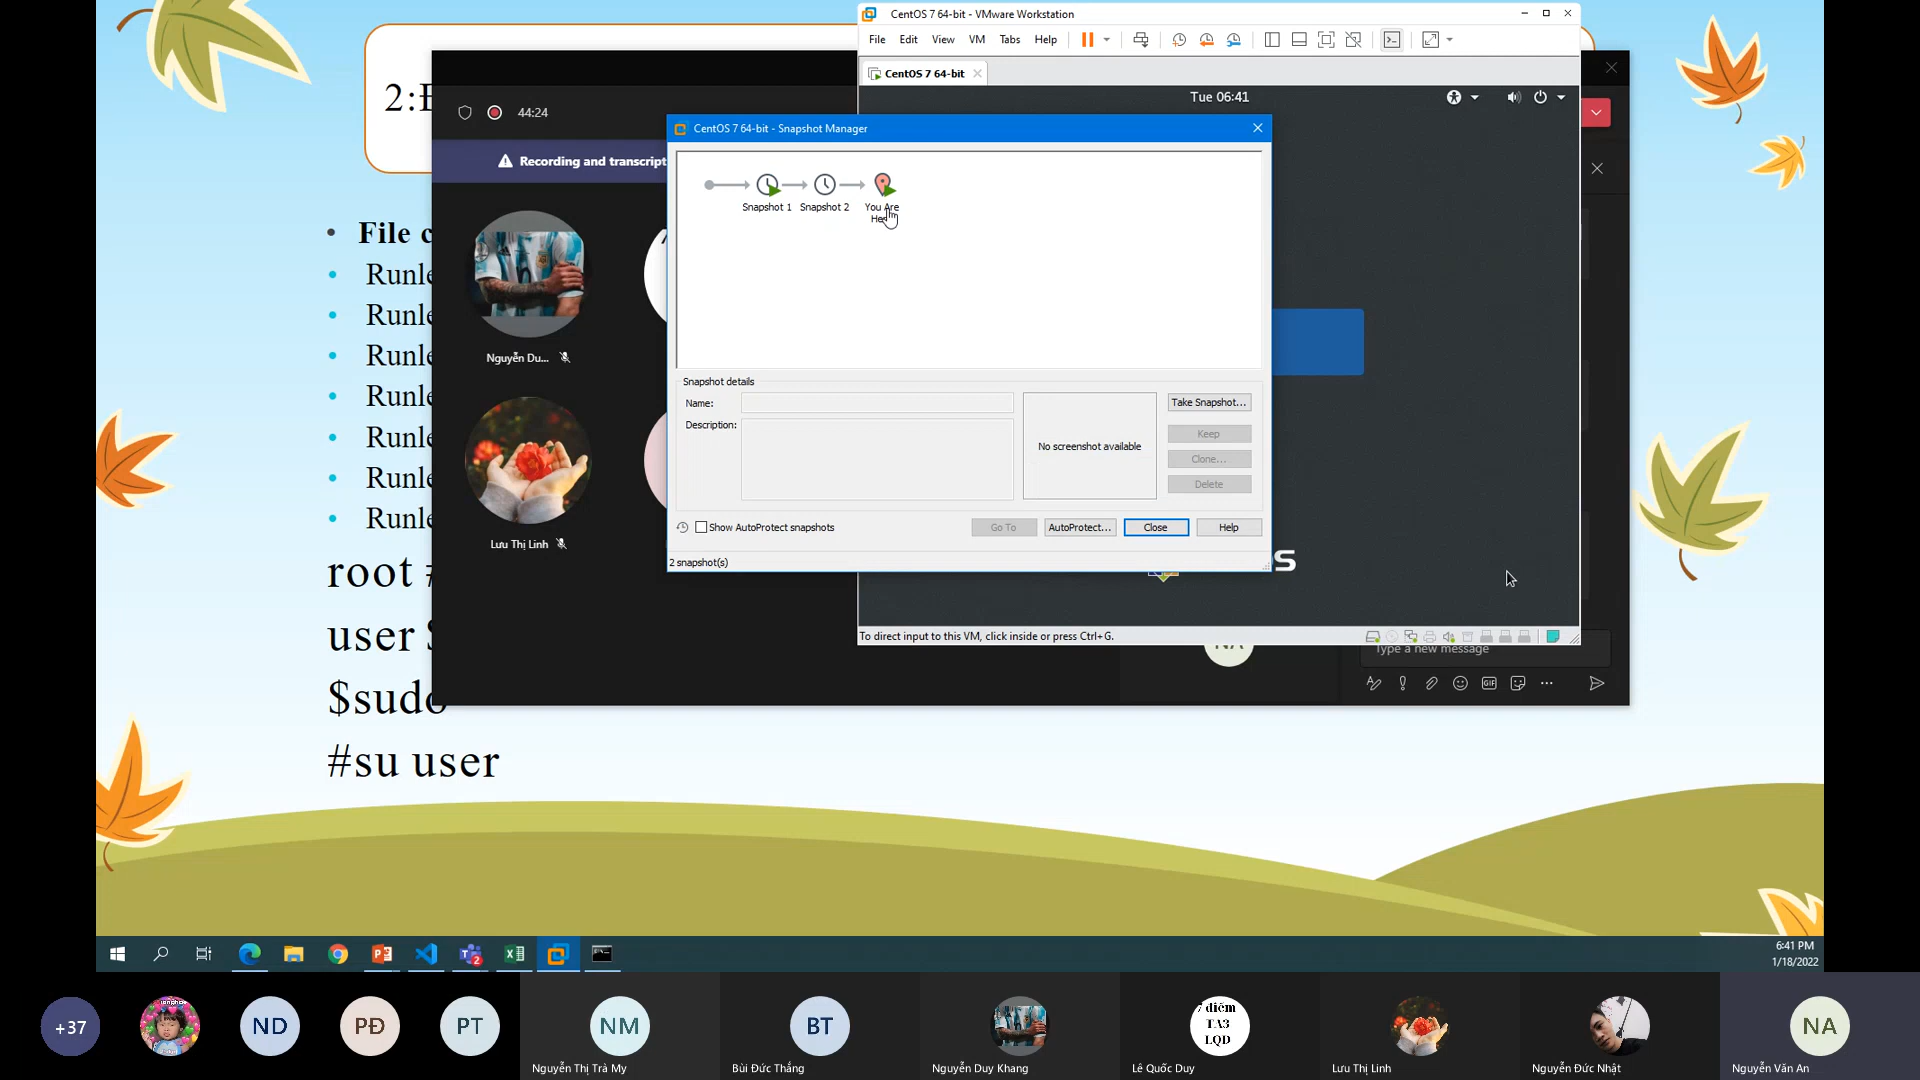 CentOS 7 64-bit - VMware Workstation
File Edit View VM Tabs Help
CentOS 7 64-bit
Tue 06:41
2:
44:24
Recording and transcript
CentOS 7 64-bit - Snapshot Manager
Snapshot 1
Snapshot 2
You Are
Nguyễn Du...
Lưu Thị Linh
Snapshot details
Name:
Description:
No screenshot available
Take Snapshot...
Keep
Clone...
Delete
Show AutoProtect snapshots
Go To
AutoProtect...
Close
Help
2 snapshot(s)
S
To direct input to this VM, click inside or press Ctrl+G.
Type a new message
GIF
• File c
• Runle
• Runle
• Runle
• Runle
• Runle
• Runle
• Runle
root #
user $
$sudo
#su user
2
6:41 PM
1/18/2022
+37
ND
PĐ
PT
NM
Nguyễn Thị Trà My
BT
Bùi Đức Thắng
Nguyễn Duy Khang
7 điểm
TA3
LQD
Lê Quốc Duy
Lưu Thị Linh
Nguyễn Đức Nhật
NA
Nguyễn Văn An